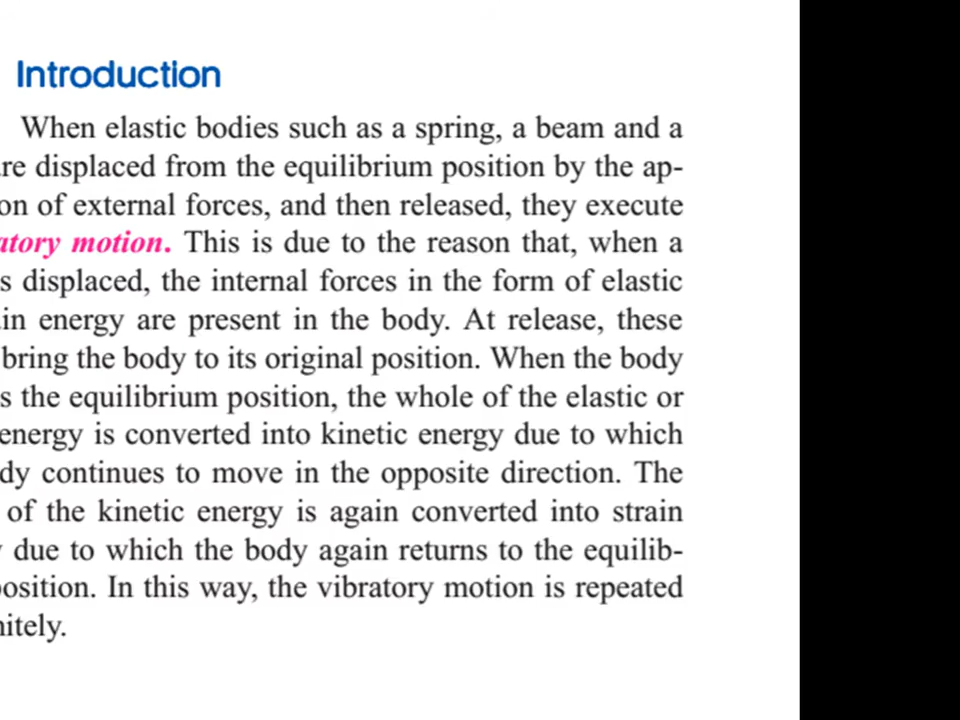 Introduction
When elastic bodies such as a spring, a beam and a
re displaced from the equilibrium position by the ap-
on of external forces, and then released, they execute
atory motion. This is due to the reason that, when a
s displaced, the internal forces in the form of elastic
in energy are present in the body. At release, these
bring the body to its original position. When the body
s the equilibrium position, the whole of the elastic or
energy is converted into kinetic energy due to which
dy continues to move in the opposite direction. The
of the kinetic energy is again converted into strain
due to which the body again returns to the equilib-
osition. In this way, the vibratory motion is repeated
nitely.